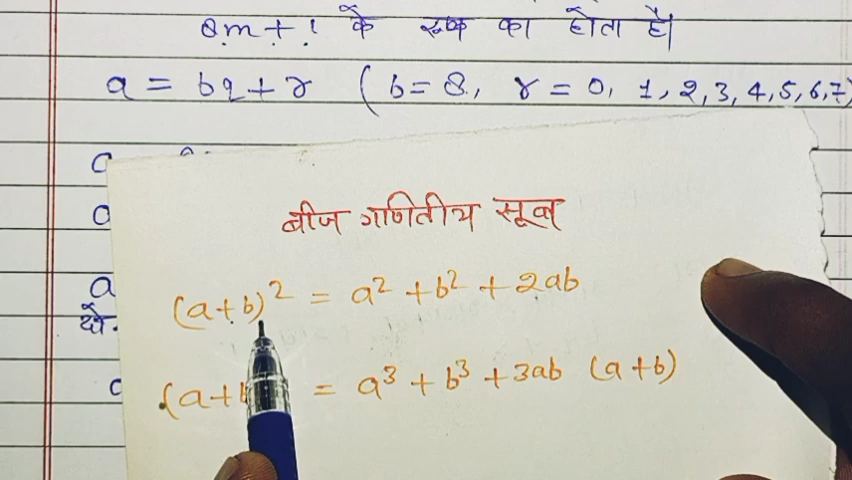 8m + 1 के रूप का होता है।
a = bq + r ( b = 8, r = 0, 1, 2, 3, 4, 5, 6, 7)
a
a
बीज गणितीय सूत्र
a
(a+b)² = a² + b² + 2ab
दो.
(a+b = a³ + b³ + 3ab (a+b)